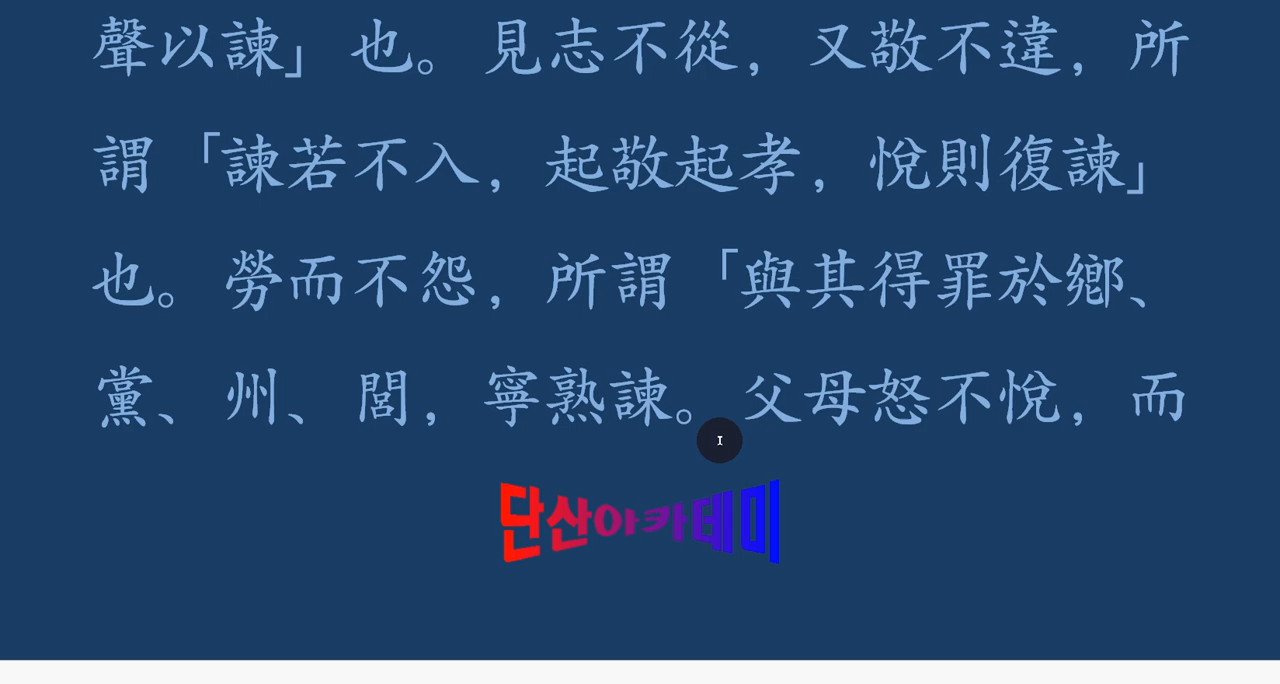 聲以諫」也。見志不從，又敬不違，所
謂「諫若不入，起敬起孝，悅則復諫」
也。勞而不怨，所謂「與其得罪於鄉、
黨、州、閭，寧熟諫。父母怒不悅，而
단산아카데미